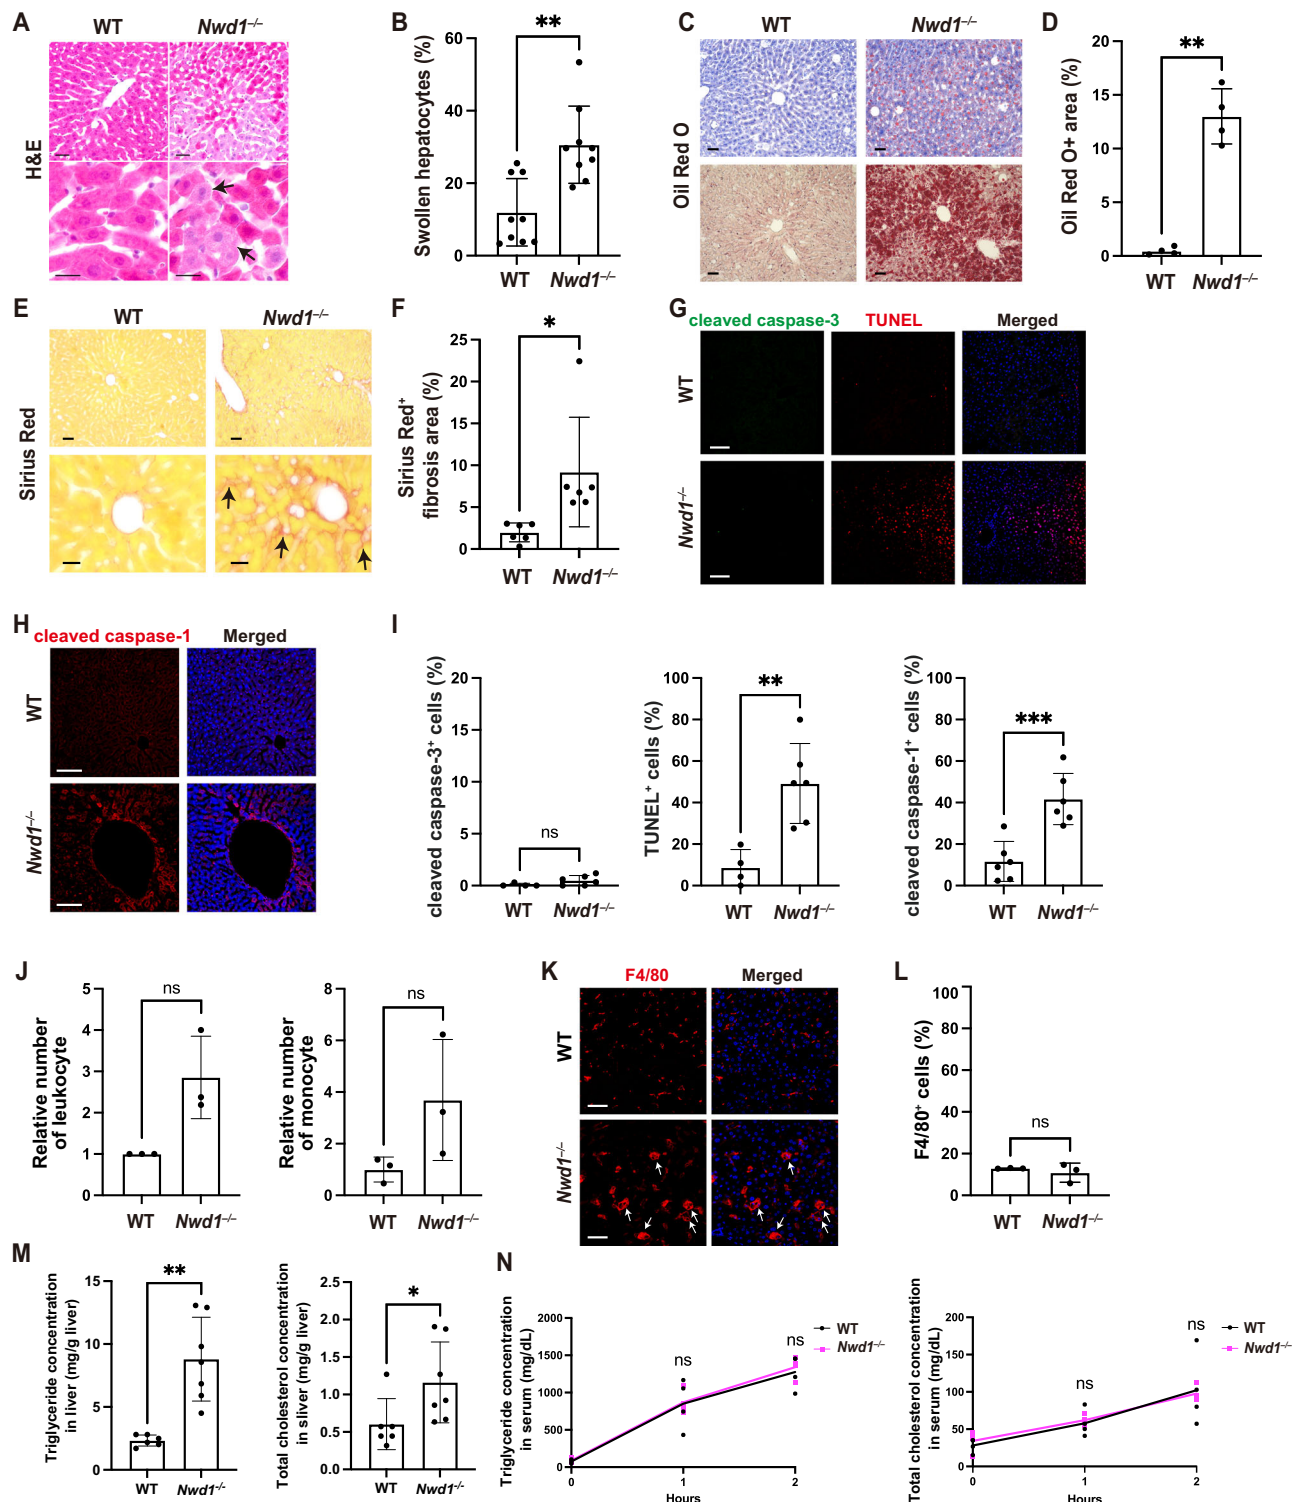 A
WT
Nwd1–/–
H&E
B
**
Swollen hepatocytes (%)
60
40
20
0
WT
Nwd1–/–
C
WT
Nwd1–/–
Oil Red O
D
**
Oil Red O+ area (%)
20
15
10
5
0
WT
Nwd1–/–
E
WT
Nwd1–/–
Sirius Red
F
*
Sirius Red+
fibrosis area (%)
25
20
15
10
5
0
WT
Nwd1–/–
G
cleaved caspase-3
TUNEL
Merged
WT
Nwd1–/–
H
cleaved caspase-1
Merged
WT
Nwd1–/–
I
cleaved caspase-3+ cells (%)
20
15
10
5
0
ns
WT
Nwd1–/–
TUNEL+ cells (%)
100
80
60
40
20
0
**
WT
Nwd1–/–
cleaved caspase-1+ cells (%)
100
80
60
40
20
0
***
WT
Nwd1–/–
J
Relative number
of leukocyte
5
4
3
2
1
0
ns
WT
Nwd1–/–
Relative number
of monocyte
8
6
4
2
0
ns
WT
Nwd1–/–
K
F4/80
Merged
WT
Nwd1–/–
L
F4/80+ cells (%)
100
80
60
40
20
0
ns
WT
Nwd1–/–
M
Triglyceride concentration
in liver (mg/g liver)
15
10
5
0
**
WT
Nwd1-/-
Total cholesterol concentration
in sliver (mg/g liver)
2.5
2.0
1.5
1.0
0.5
0.0
*
WT
Nwd1-/-
N
Triglyceride concentration
in serum (mg/dL)
2000
1500
1000
500
0
ns
ns
WT
Nwd1–/–
0
1
2
Hours
Total cholesterol concentration
in serum (mg/dL)
200
150
100
50
0
ns
ns
WT
Nwd1–/–
0
1
2
Hours